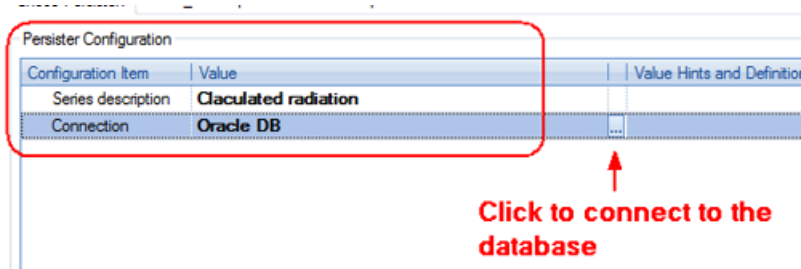 Persister Configuration
Configuration Item Value Value Hints and Definition
Series description Claculated radiation
Connection Oracle DB ...
Click to connect to the
database